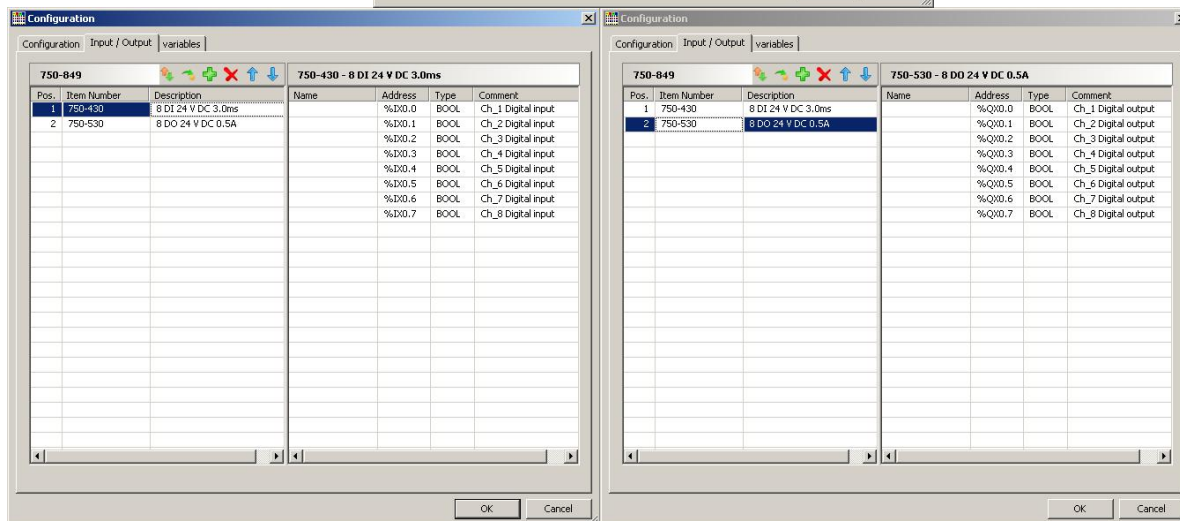 Configuration
Configuration Input / Output variables
750-849 750-430 - 8 DI 24 V DC 3.0ms
Pos. Item Number Description Name Address Type Comment
1 750-430 8 DI 24 V DC 3.0ms %IX0.0 BOOL Ch_1 Digital input
2 750-530 8 DO 24 V DC 0.5A %IX0.1 BOOL Ch_2 Digital input
%IX0.2 BOOL Ch_3 Digital input
%IX0.3 BOOL Ch_4 Digital input
%IX0.4 BOOL Ch_5 Digital input
%IX0.5 BOOL Ch_6 Digital input
%IX0.6 BOOL Ch_7 Digital input
%IX0.7 BOOL Ch_8 Digital input
OK Cancel
Configuration
Configuration Input / Output variables
750-849 750-530 - 8 DO 24 V DC 0.5A
Pos. Item Number Description Name Address Type Comment
1 750-430 8 DI 24 V DC 3.0ms %QX0.0 BOOL Ch_1 Digital output
2 750-530 8 DO 24 V DC 0.5A %QX0.1 BOOL Ch_2 Digital output
%QX0.2 BOOL Ch_3 Digital output
%QX0.3 BOOL Ch_4 Digital output
%QX0.4 BOOL Ch_5 Digital output
%QX0.5 BOOL Ch_6 Digital output
%QX0.6 BOOL Ch_7 Digital output
%QX0.7 BOOL Ch_8 Digital output
OK Cancel